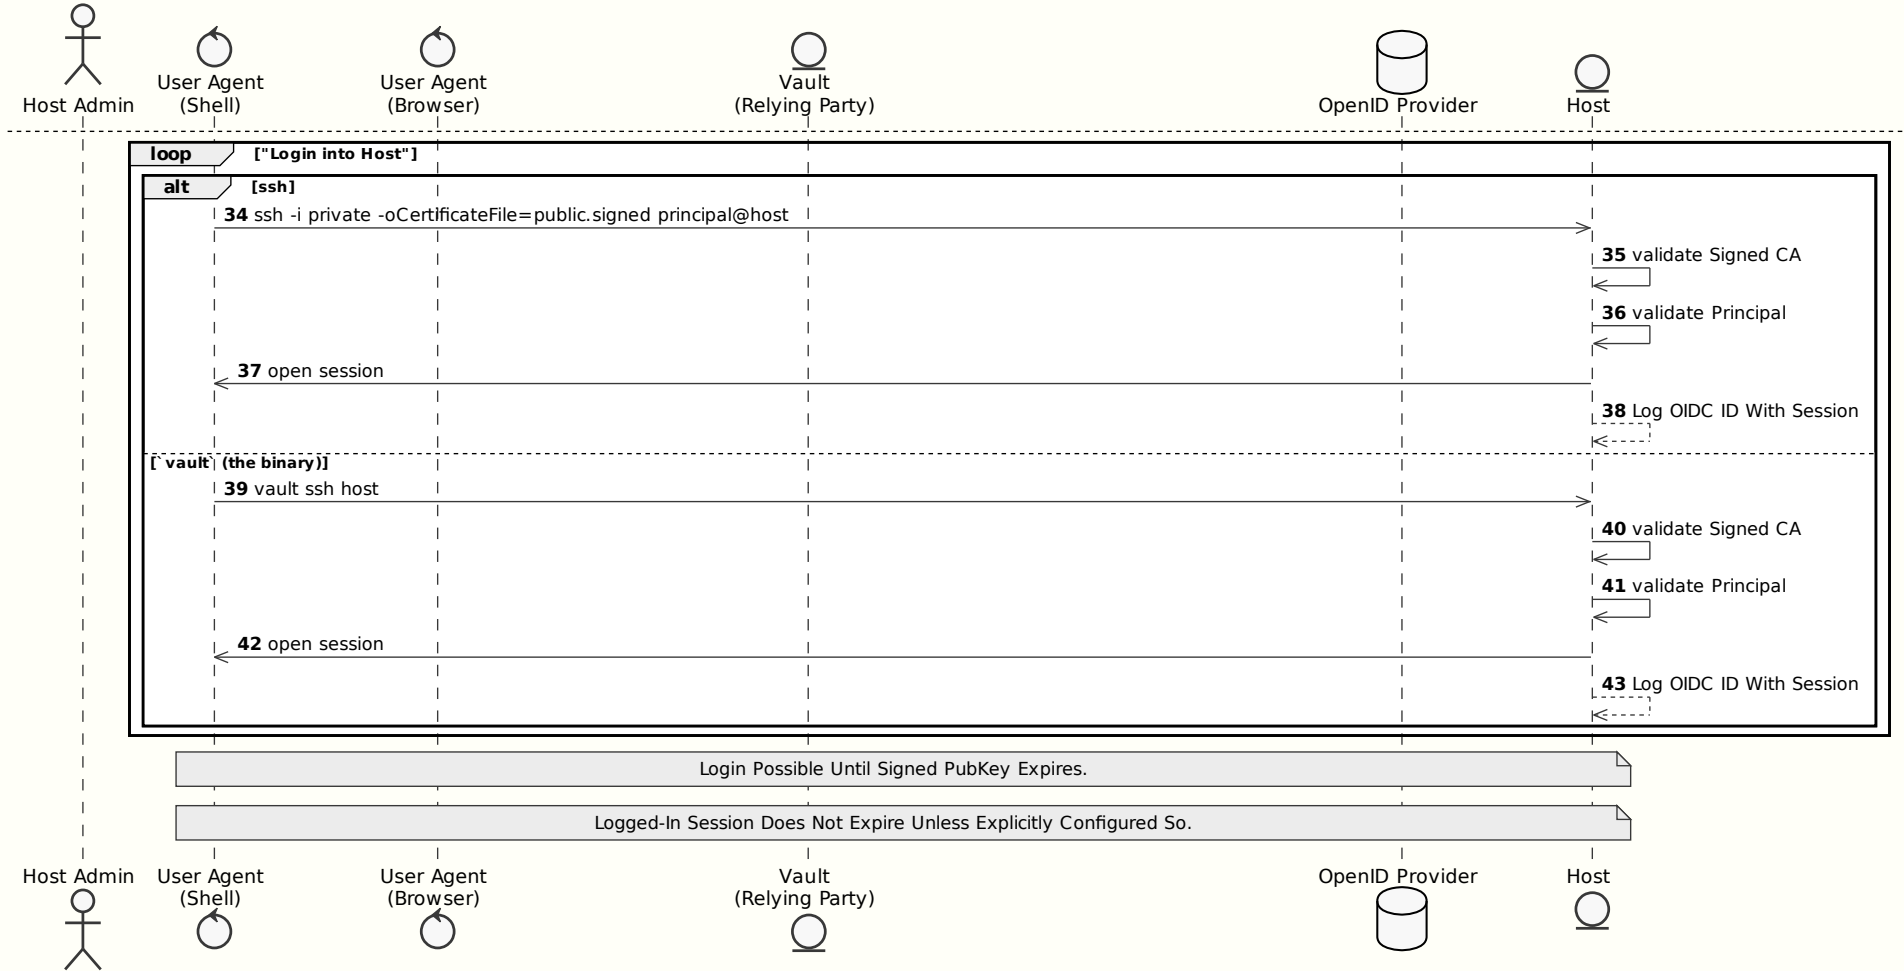 Host Admin
User Agent
(Shell)
User Agent
(Browser)
Vault
(Relying Party)
OpenID Provider
Host
loop ["Login into Host"]
alt [ssh]
34 ssh -i private -oCertificateFile=public.signed principal@host
35 validate Signed CA
36 validate Principal
37 open session
38 Log OIDC ID With Session
[`vault` (the binary)]
39 vault ssh host
40 validate Signed CA
41 validate Principal
42 open session
43 Log OIDC ID With Session
Login Possible Until Signed PubKey Expires.
Logged-In Session Does Not Expire Unless Explicitly Configured So.
Host Admin
User Agent
(Shell)
User Agent
(Browser)
Vault
(Relying Party)
OpenID Provider
Host